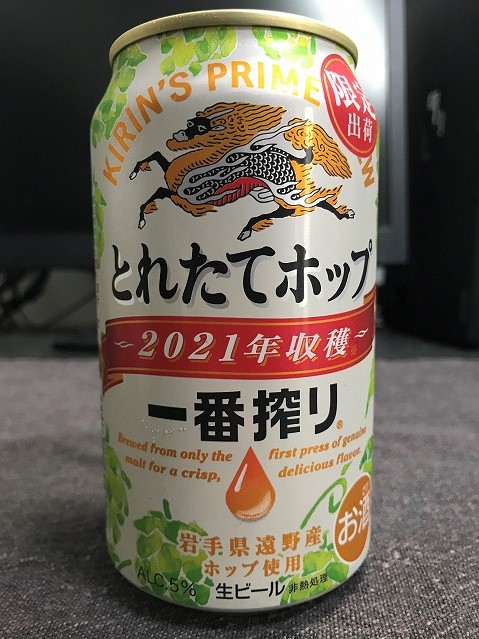 KIRIN'S PRIME
限定
出荷
とれたてホップ
～2021年収穫～
一番搾り®
Brewed from only the first press of genuine
malt for a crisp, delicious flavor.
お酒
岩手県遠野産
ホップ使用
ALC.5%
生ビール 非熱処理